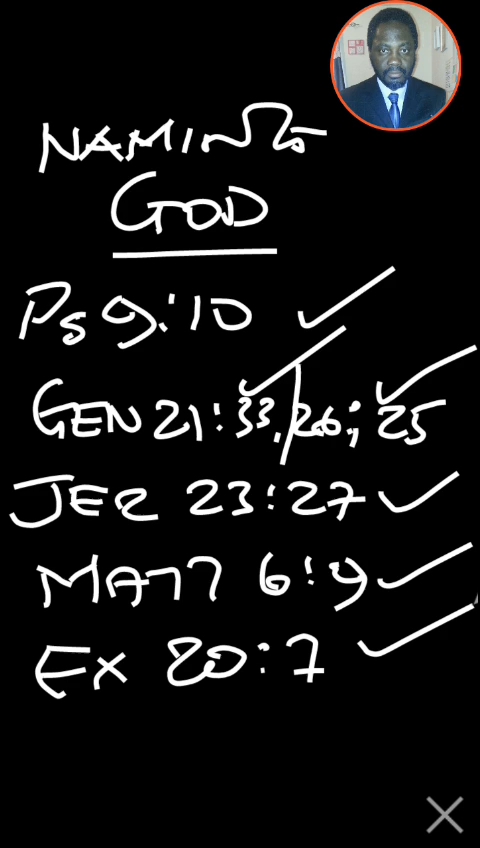 NAMING
GOD
Ps 9:10
GEN 21:33,26;25
JER 23:27
MATT 6:9
EX 20:7